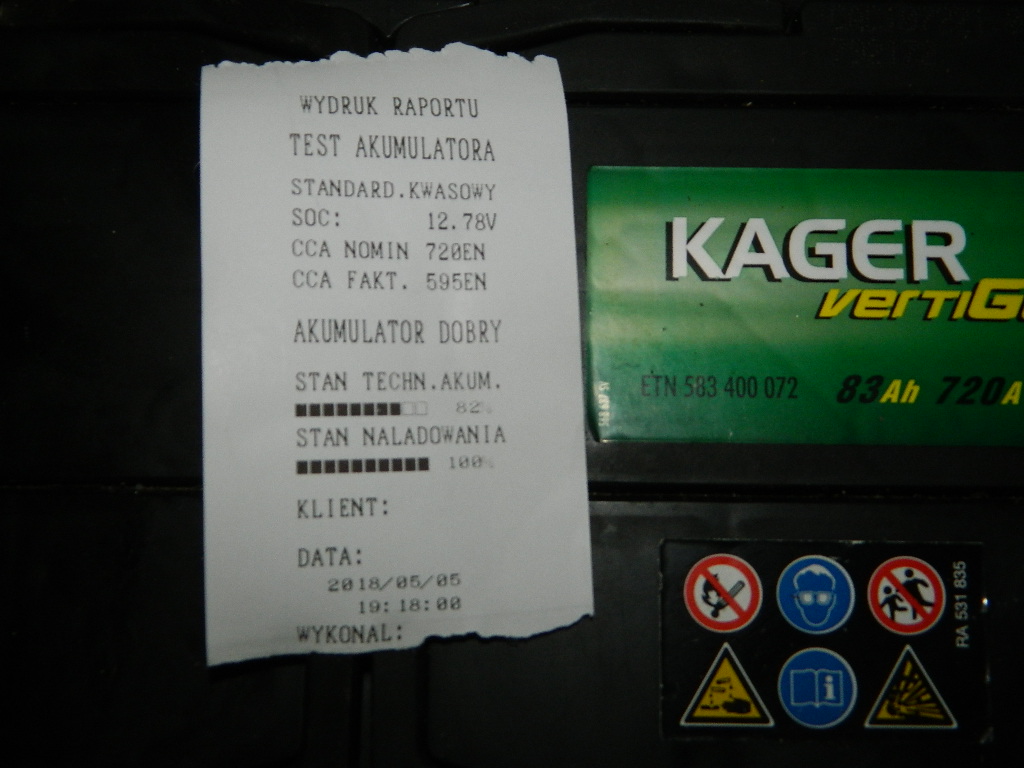 WYDRUK RAPORTU
TEST AKUMULATORA
STANDARD.KWASOWY
SOC: 12.78V
CCA NOMIN 720EN
CCA FAKT. 595EN
AKUMULATOR DOBRY
STAN TECHN.AKUM.
82%
STAN NALADOWANIA
100%
KLIENT:
DATA:
2018/05/05
19:18:00
WYKONAL:
KAGER
VERTIG
ETN 583 400 072 83Ah 720A
RA 531 835